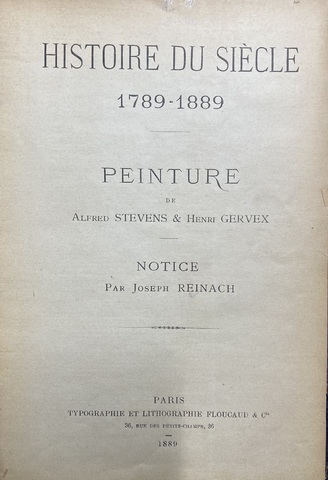 HISTOIRE DU SIÈCLE
1789-1889
PEINTURE
DE
ALFRED STEVENS & HENRI GERVEX
NOTICE
PAR JOSEPH REINACH
PARIS
TYPOGRAPHIE ET LITHOGRAPHIE FLOUCAUD & Cie
36, RUE DES PETITS-CHAMPS, 36
1889